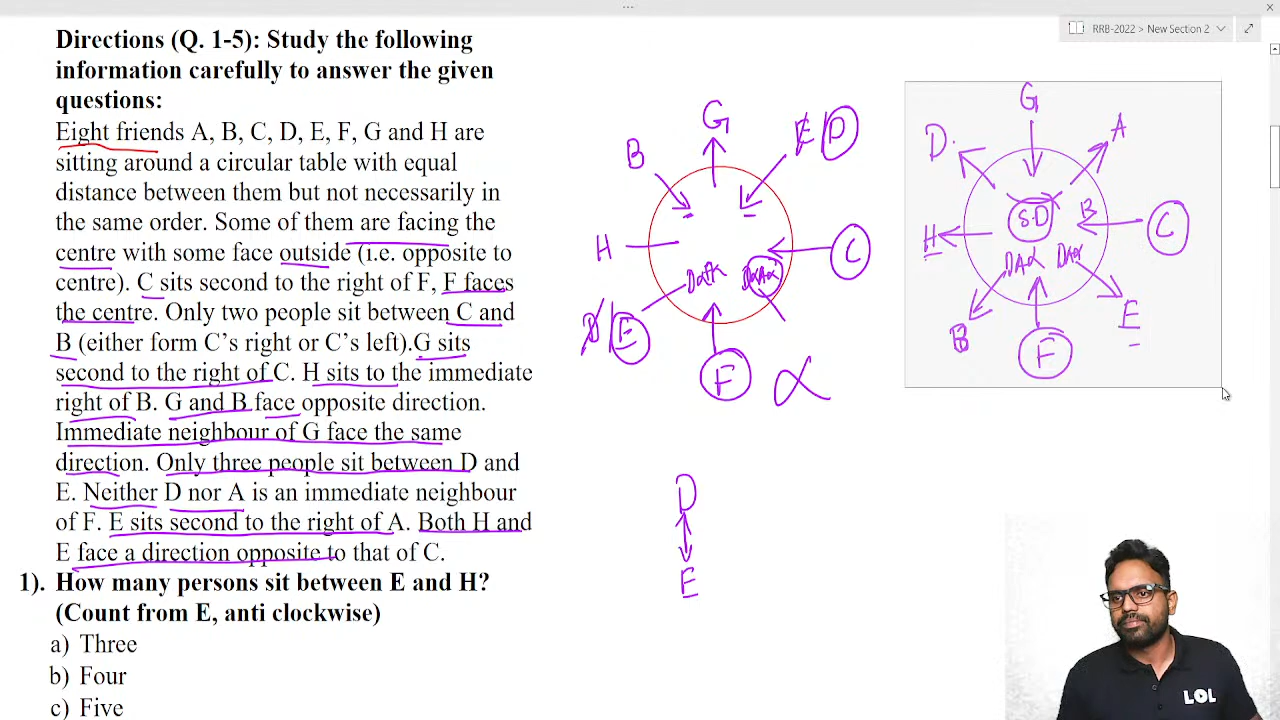 RRB-2022 > New Section 2
Directions (Q. 1-5): Study the following
information carefully to answer the given
questions:
Eight friends A, B, C, D, E, F, G and H are
sitting around a circular table with equal
distance between them but not necessarily in
the same order. Some of them are facing the
centre with some face outside (i.e. opposite to
centre). C sits second to the right of F, F faces
the centre. Only two people sit between C and
B (either form C’s right or C’s left).G sits
second to the right of C. H sits to the immediate
right of B. G and B face opposite direction.
Immediate neighbour of G face the same
direction. Only three people sit between D and
E. Neither D nor A is an immediate neighbour
of F. E sits second to the right of A. Both H and
E face a direction opposite to that of C.
1). How many persons sit between E and H?
(Count from E, anti clockwise)
a) Three
b) Four
c) Five
G
B
E D
H
C
D E
F
G
D.
A
S.D
B
C
H
B
E
F
D
E
LOL